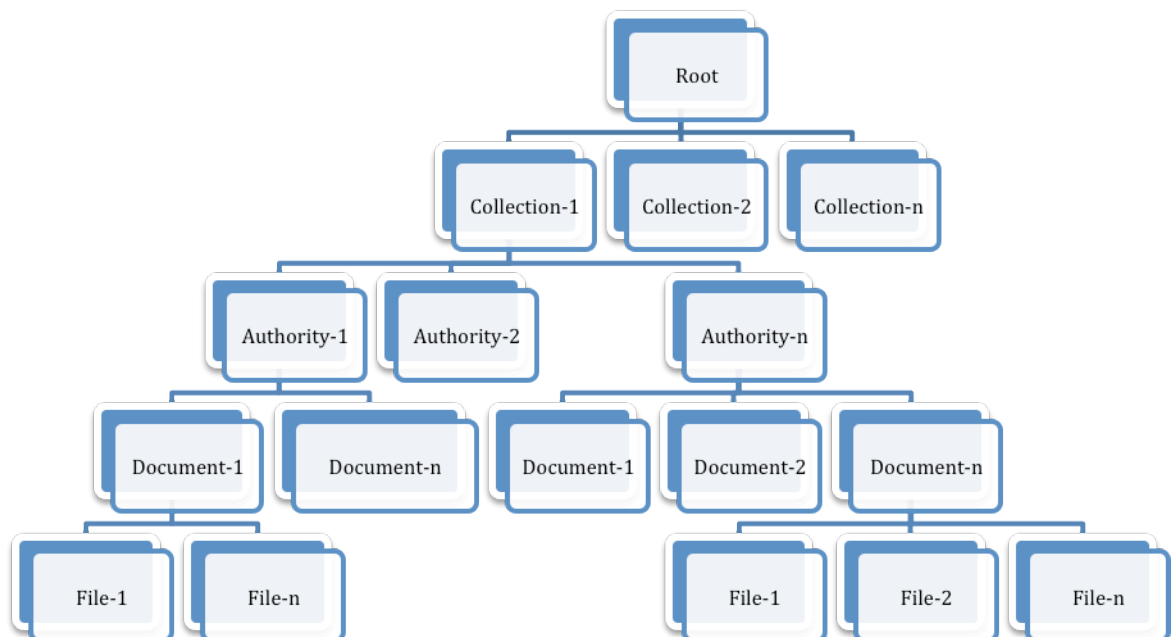 Root
Collection-1
Collection-2
Collection-n
Authority-1
Authority-2
Authority-n
Document-1
Document-n
Document-1
Document-2
Document-n
File-1
File-n
File-1
File-2
File-n